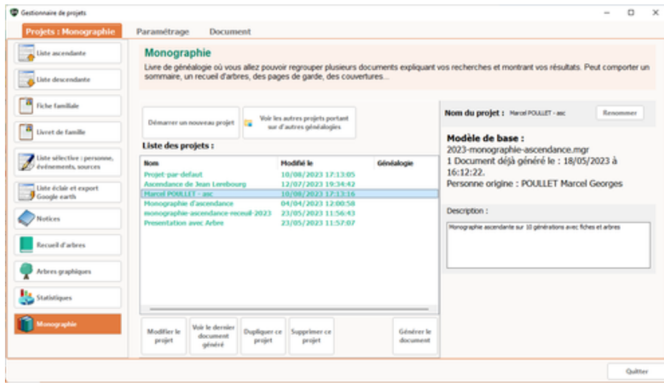 Gestionnaire de projets
Projets : Monographie
Paramétrage
Document
Liste ascendante
Liste descendante
Fiche familiale
Livret de famille
Liste sélective : personne,
événements, sources
Liste éclair et export
Google earth
Notices
Recueil d'arbres
Arbres graphiques
Statistiques
Monographie
Monographie
Livre de généalogie où vous allez pouvoir regrouper plusieurs documents expliquant vos recherches et montrant vos résultats. Peut comporter un
sommaire, un recueil d'arbres, des pages de garde, des couvertures...
Démarrer un nouveau projet
Voir les autres projets portant
sur d'autres généalogies
Liste des projets :
Nom Modifié le Généalogie
Projet par defaut 10/08/2023 17:13:05
Ascendance de Jean Lembourg 12/07/2023 19:34:42
Marcel POULLET - asc 10/08/2023 17:13:16
Monographie d'ascendance 04/04/2023 12:00:58
monographie-ascendance-recueil-2023 23/05/2023 11:56:43
Presentation avec Arbre 23/05/2023 11:57:07
Modifier le
projet
Voir le dernier
document
généré
Dupliquer ce
projet
Supprimer ce
projet
Générer le
document
Nom du projet : Marcel POULLET - asc
Renommer
Modèle de base :
2023-monographie-ascendance.mgr
1 Document déjà généré le : 18/05/2023 à
16:12:22.
Personne origine : POULLET Marcel Georges
Description :
Monographie ascendante sur 10 générations avec fiches et arbres
Quitter